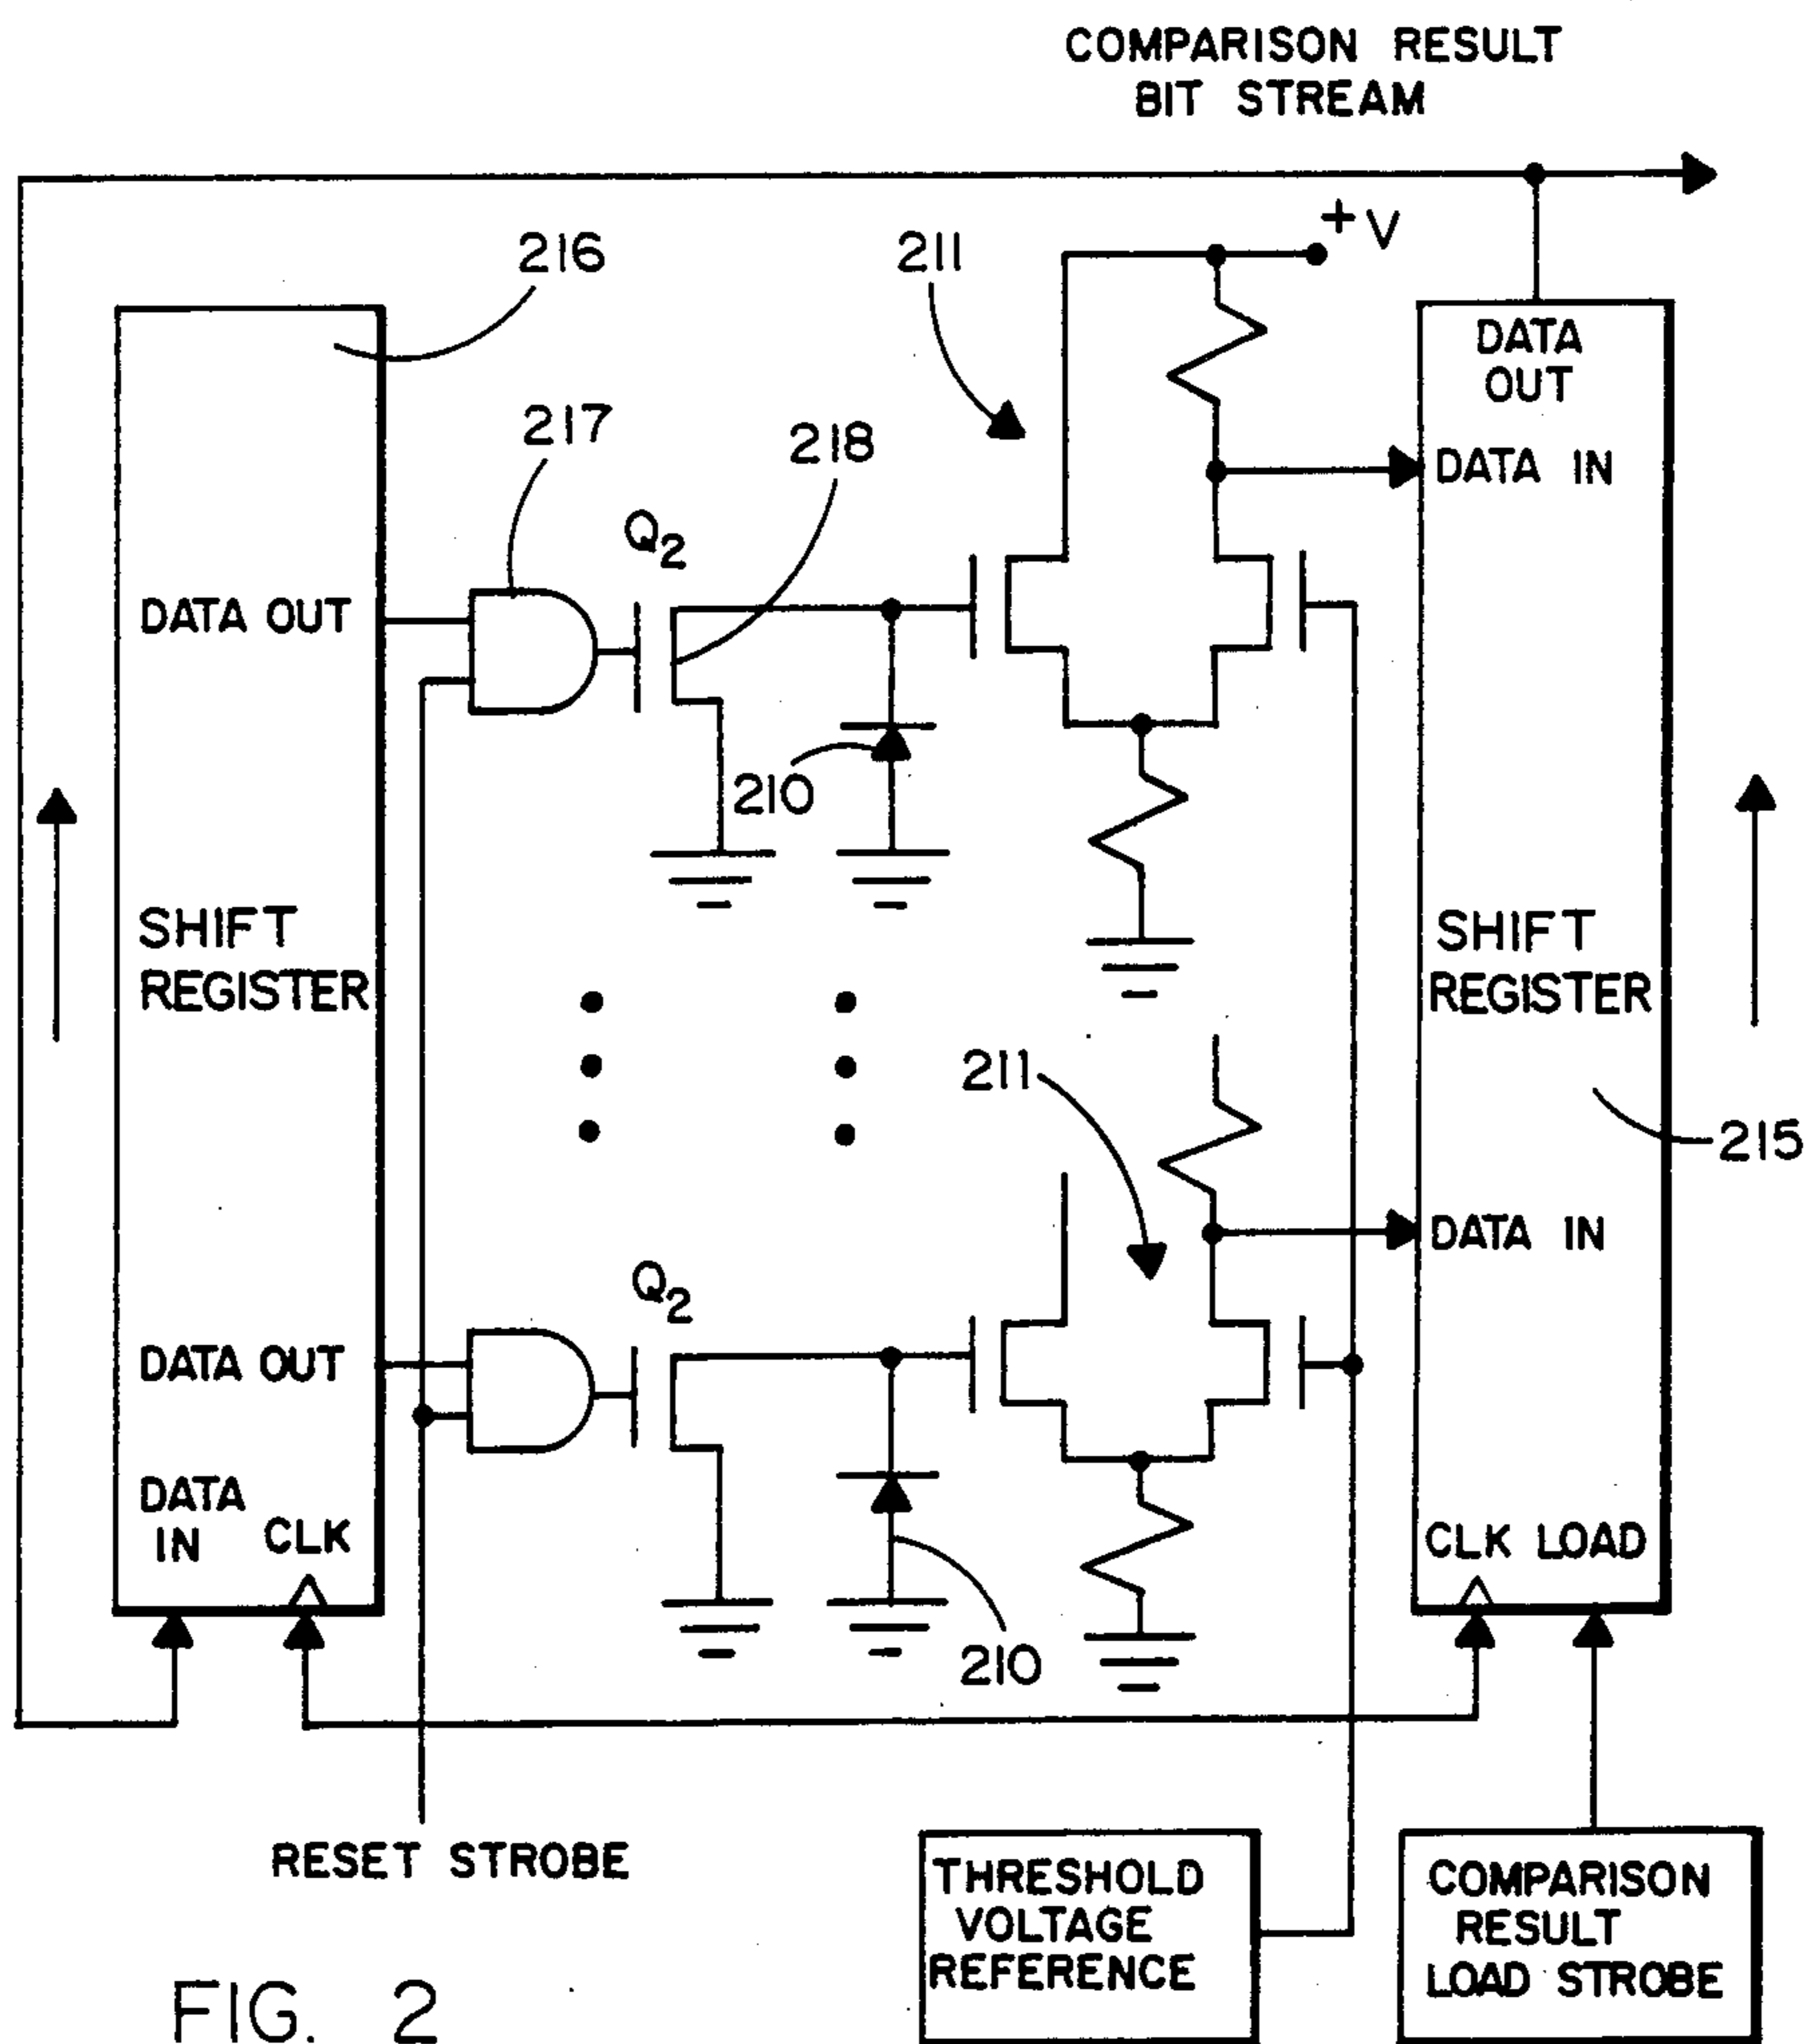 COMPARISON RESULT
BIT STREAM
+V
216
211
DATA
OUT
217
218
DATA IN
Q2
DATA OUT
210
SHIFT
REGISTER
SHIFT
REGISTER
211
215
DATA IN
Q2
DATA OUT
DATA
IN
CLK
CLK LOAD
210
RESET STROBE
THRESHOLD
VOLTAGE
REFERENCE
COMPARISON
RESULT
LOAD STROBE
FIG. 2